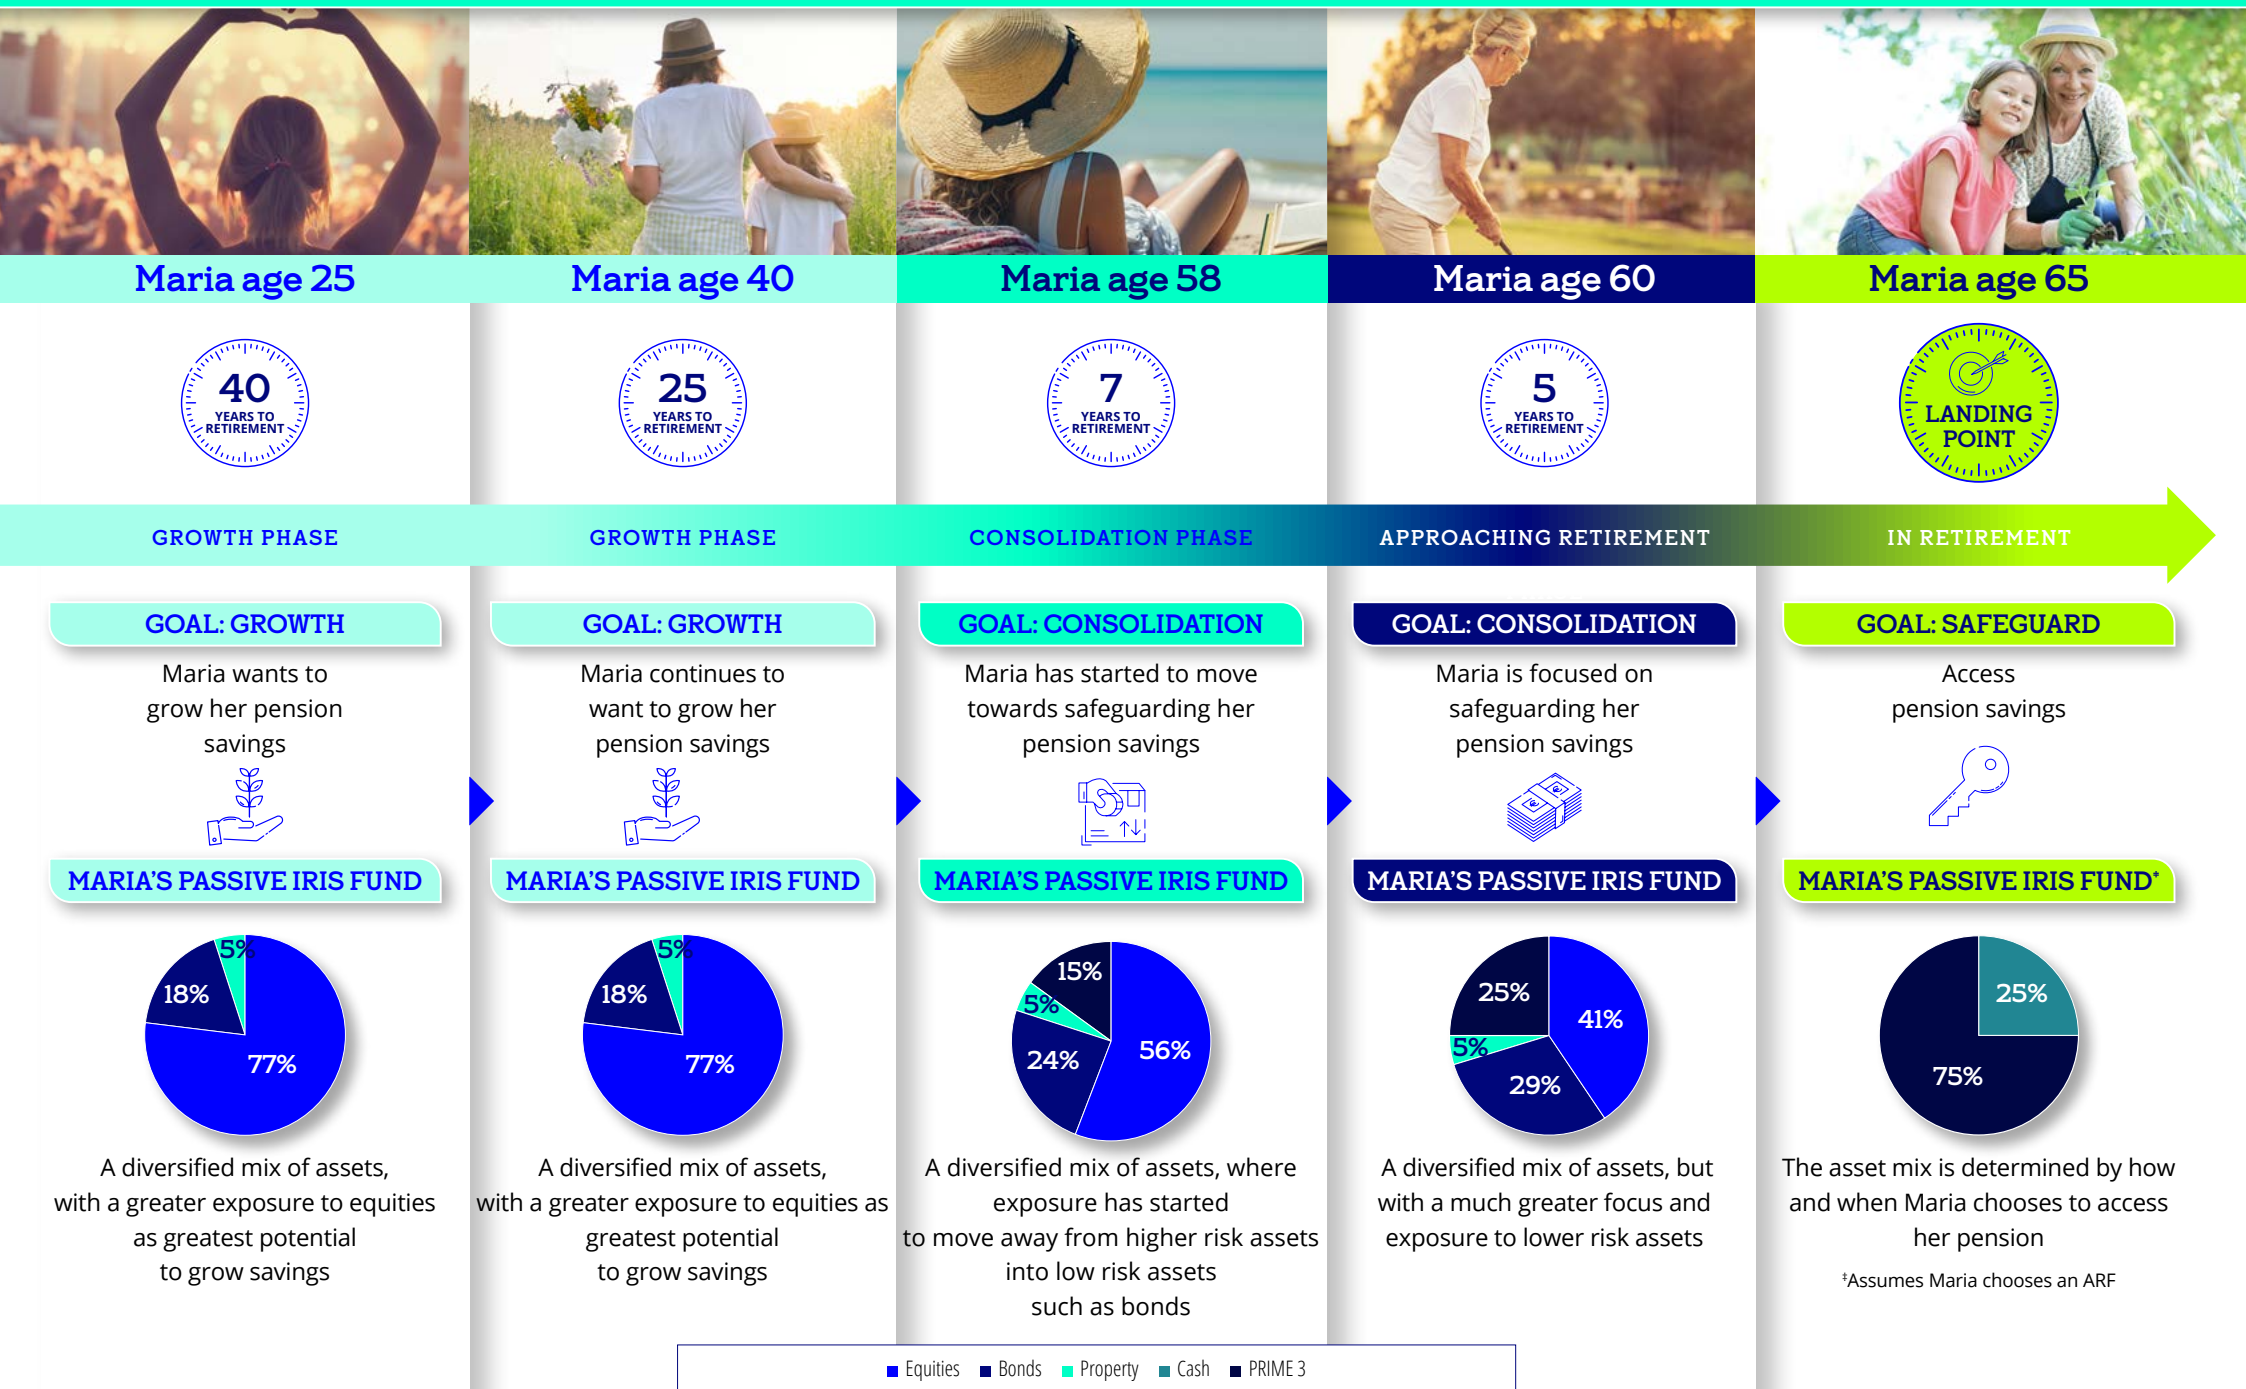 Maria age 25
40
YEARS TO
RETIREMENT
GROWTH PHASE
GOAL: GROWTH
Maria wants to
grow her pension
savings
MARIA'S PASSIVE IRIS FUND
5%
18%
77%
A diversified mix of assets,
with a greater exposure to equities
as greatest potential
to grow savings
Maria age 40
25
YEARS TO
RETIREMENT
GROWTH PHASE
GOAL: GROWTH
Maria continues to
want to grow her
pension savings
MARIA'S PASSIVE IRIS FUND
5%
18%
77%
A diversified mix of assets,
with a greater exposure to equities as
greatest potential
to grow savings
Maria age 58
7
YEARS TO
RETIREMENT
CONSOLIDATION PHASE
GOAL: CONSOLIDATION
Maria has started to move
towards safeguarding her
pension savings
MARIA'S PASSIVE IRIS FUND
15%
5%
24%
56%
A diversified mix of assets, where
exposure has started
to move away from higher risk assets
into low risk assets
such as bonds
Maria age 60
5
YEARS TO
RETIREMENT
APPROACHING RETIREMENT
GOAL: CONSOLIDATION
Maria is focused on
safeguarding her
pension savings
MARIA'S PASSIVE IRIS FUND
25%
41%
5%
29%
A diversified mix of assets, but
with a much greater focus and
exposure to lower risk assets
Maria age 65
LANDING
POINT
IN RETIREMENT
GOAL: SAFEGUARD
Access
pension savings
MARIA'S PASSIVE IRIS FUND‡
25%
75%
The asset mix is determined by how
and when Maria chooses to access
her pension
‡Assumes Maria chooses an ARF
Equities Bonds Property Cash PRIME 3